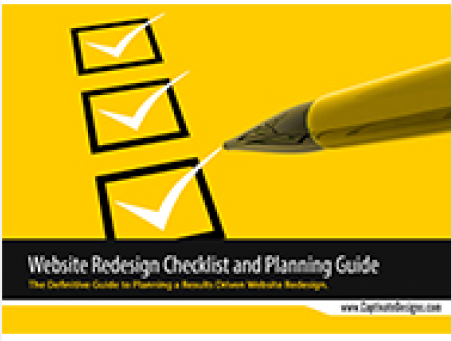 Website Redesign Checklist and Planning Guide
The Definitive Guide to Planning a Results Driven Website Redesign.
www.CaptivateDesigns.com